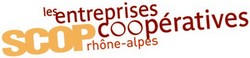 les entreprises
SCOP coopératives
rhône-alpes